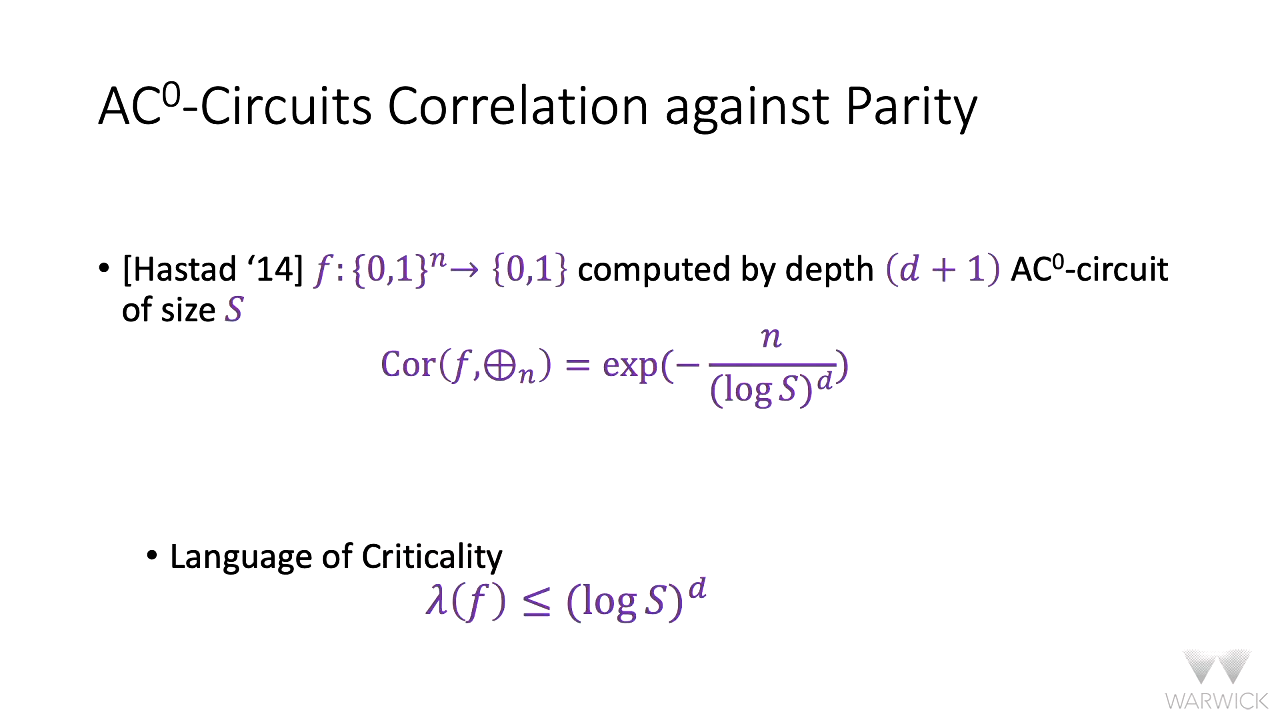 AC⁰-Circuits Correlation against Parity
• [Hastad ‘14] f: {0,1}ⁿ→ {0,1} computed by depth (d + 1) AC⁰-circuit
of size S
Cor(f,⊕ₙ) = exp(− n/(log S)ᵈ)
• Language of Criticality
λ(f) ≤ (log S)ᵈ
WARWICK